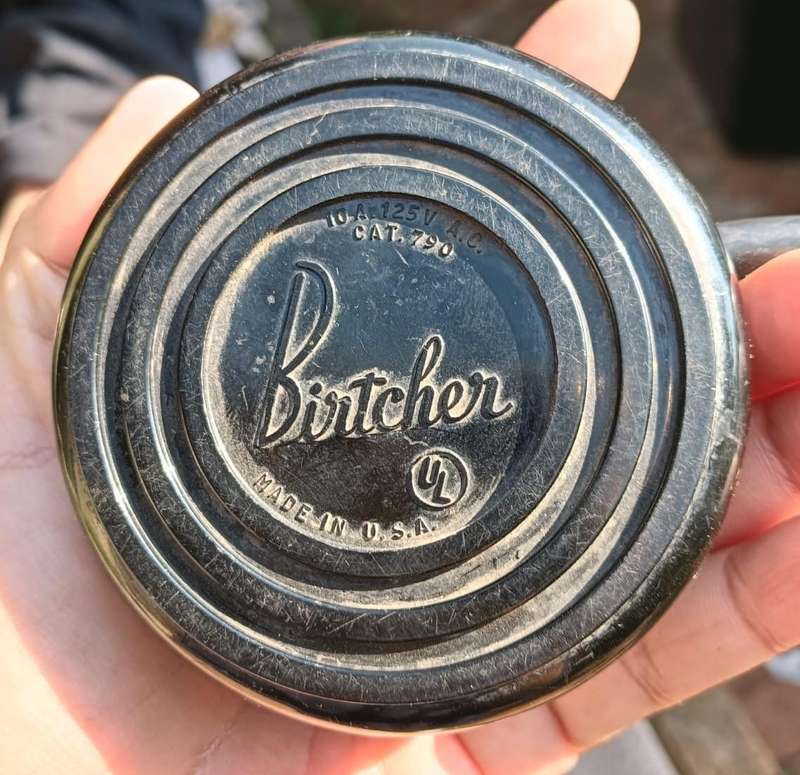 10 A. 125 V A.C.
CAT. 790
Birtcher
UL
MADE IN U.S.A.